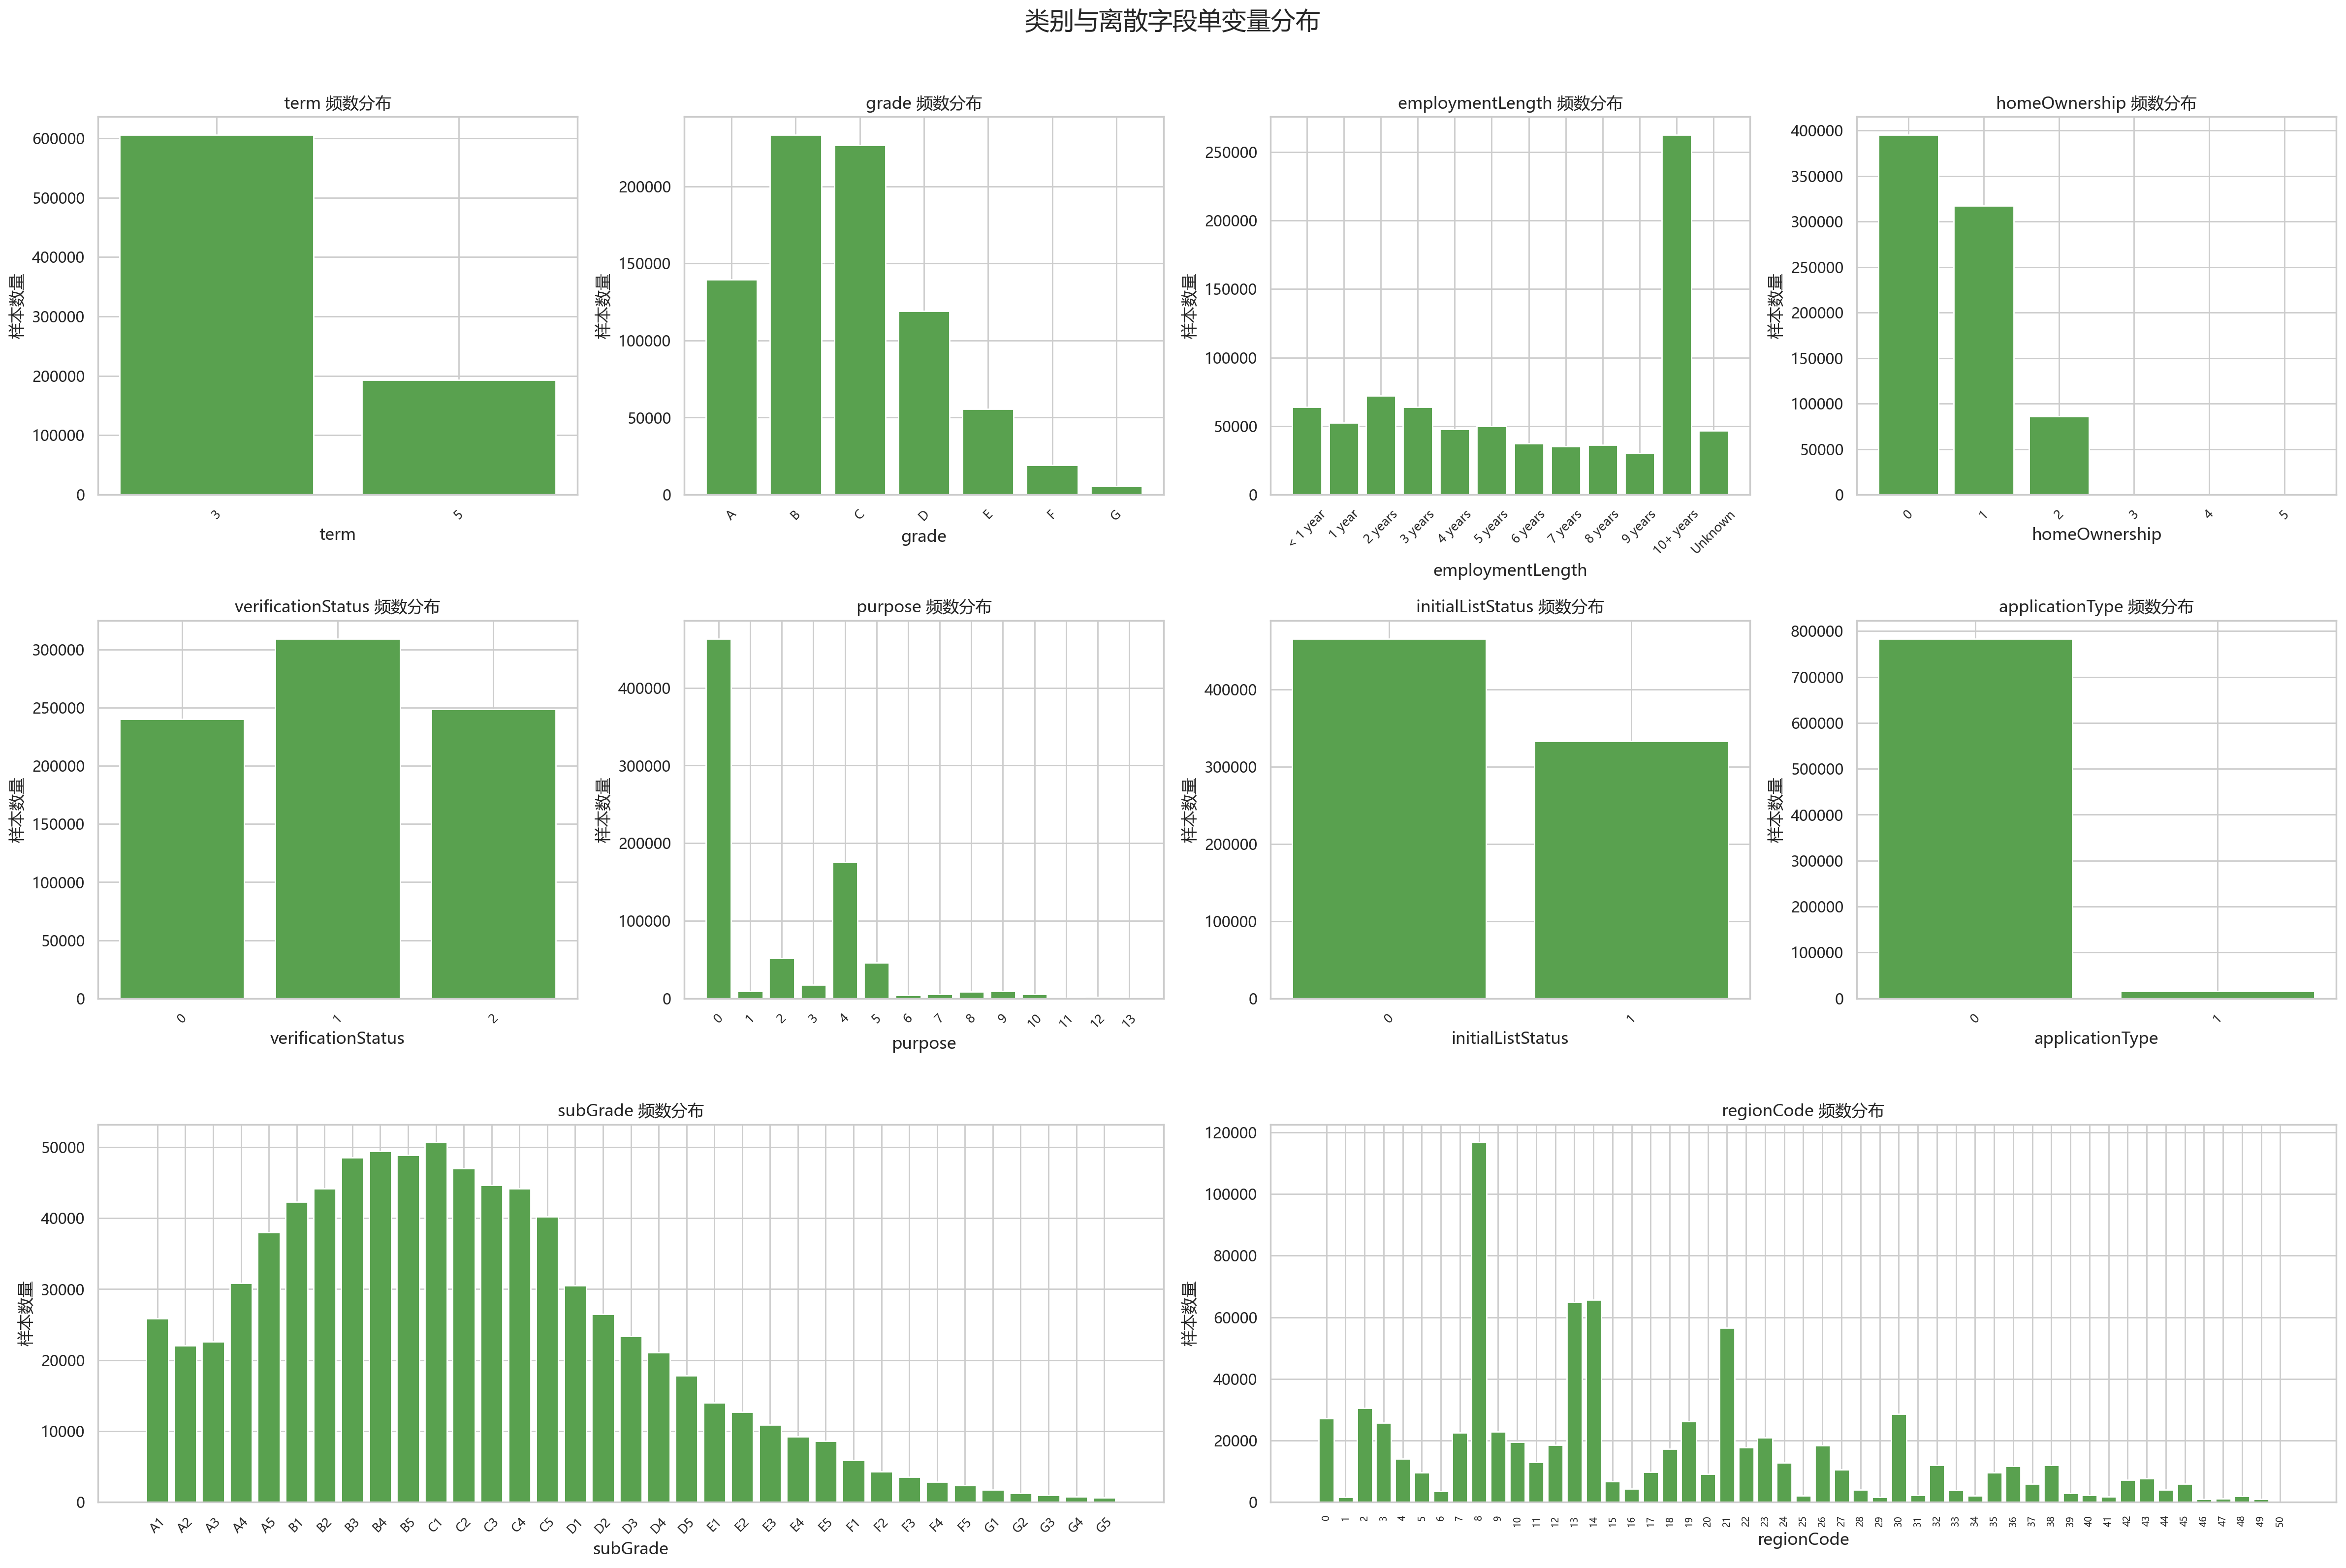 类别与离散字段单变量分布
term 频数分布
样本数量
600000
500000
400000
300000
200000
100000
0
3
5
term
grade 频数分布
样本数量
200000
150000
100000
50000
0
A
B
C
D
E
F
G
grade
employmentLength 频数分布
样本数量
250000
200000
150000
100000
50000
0
< 1 year
1 year
2 years
3 years
4 years
5 years
6 years
7 years
8 years
9 years
10+ years
Unknown
employmentLength
homeOwnership 频数分布
样本数量
400000
350000
300000
250000
200000
150000
100000
50000
0
0
1
2
3
4
5
homeOwnership
verificationStatus 频数分布
样本数量
300000
250000
200000
150000
100000
50000
0
0
1
2
verificationStatus
purpose 频数分布
样本数量
400000
300000
200000
100000
0
0
1
2
3
4
5
6
7
8
9
10
11
12
13
purpose
initialListStatus 频数分布
样本数量
400000
300000
200000
100000
0
0
1
initialListStatus
applicationType 频数分布
样本数量
800000
700000
600000
500000
400000
300000
200000
100000
0
0
1
applicationType
subGrade 频数分布
样本数量
50000
40000
30000
20000
10000
0
A1
A2
A3
A4
A5
B1
B2
B3
B4
B5
C1
C2
C3
C4
C5
D1
D2
D3
D4
D5
E1
E2
E3
E4
E5
F1
F2
F3
F4
F5
G1
G2
G3
G4
G5
subGrade
regionCode 频数分布
样本数量
120000
100000
80000
60000
40000
20000
0
0
1
2
3
4
5
6
7
8
9
10
11
12
13
14
15
16
17
18
19
20
21
22
23
24
25
26
27
28
29
30
31
32
33
34
35
36
37
38
39
40
41
42
43
44
45
46
47
48
49
50
regionCode